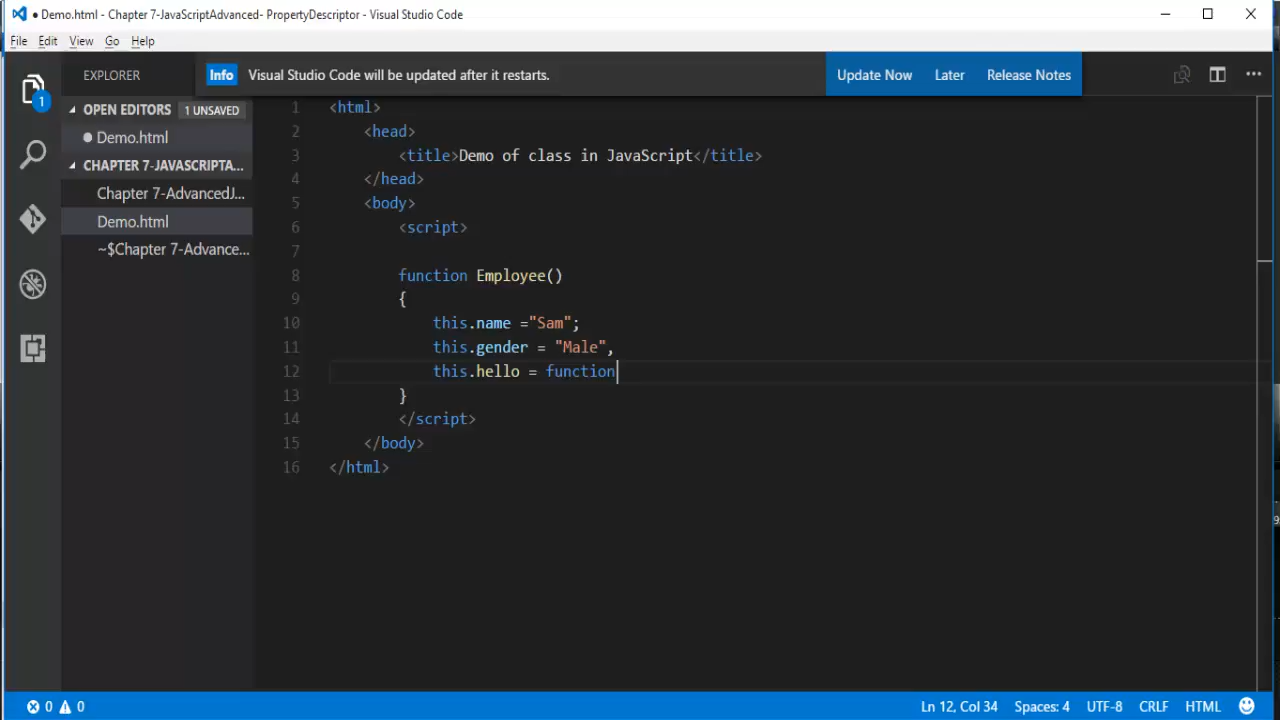 ● Demo.html - Chapter 7-JavaScriptAdvanced- PropertyDescriptor - Visual Studio Code
File Edit View Go Help
EXPLORER
Info Visual Studio Code will be updated after it restarts. Update Now Later Release Notes
OPEN EDITORS 1 UNSAVED
● Demo.html
CHAPTER 7-JAVASCRIPTA...
Chapter 7-AdvancedJ...
Demo.html
~$Chapter 7-Advance...
1
1 <html>
2 <head>
3 <title>Demo of class in JavaScript</title>
4 </head>
5 <body>
6 <script>
7
8 function Employee()
9 {
10 this.name ="Sam";
11 this.gender = "Male",
12 this.hello = function
13 }
14 </script>
15 </body>
16 </html>
0 0 Ln 12, Col 34 Spaces: 4 UTF-8 CRLF HTML